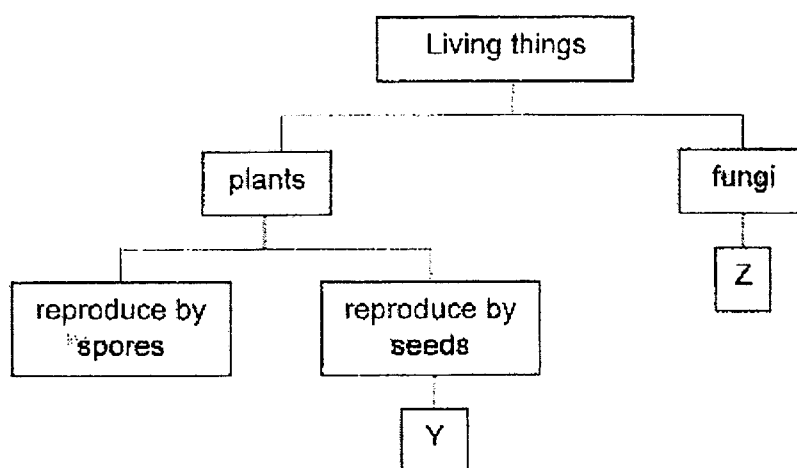 Living things
plants
fungi
Z
reproduce by
spores
reproduce by
seeds
Y